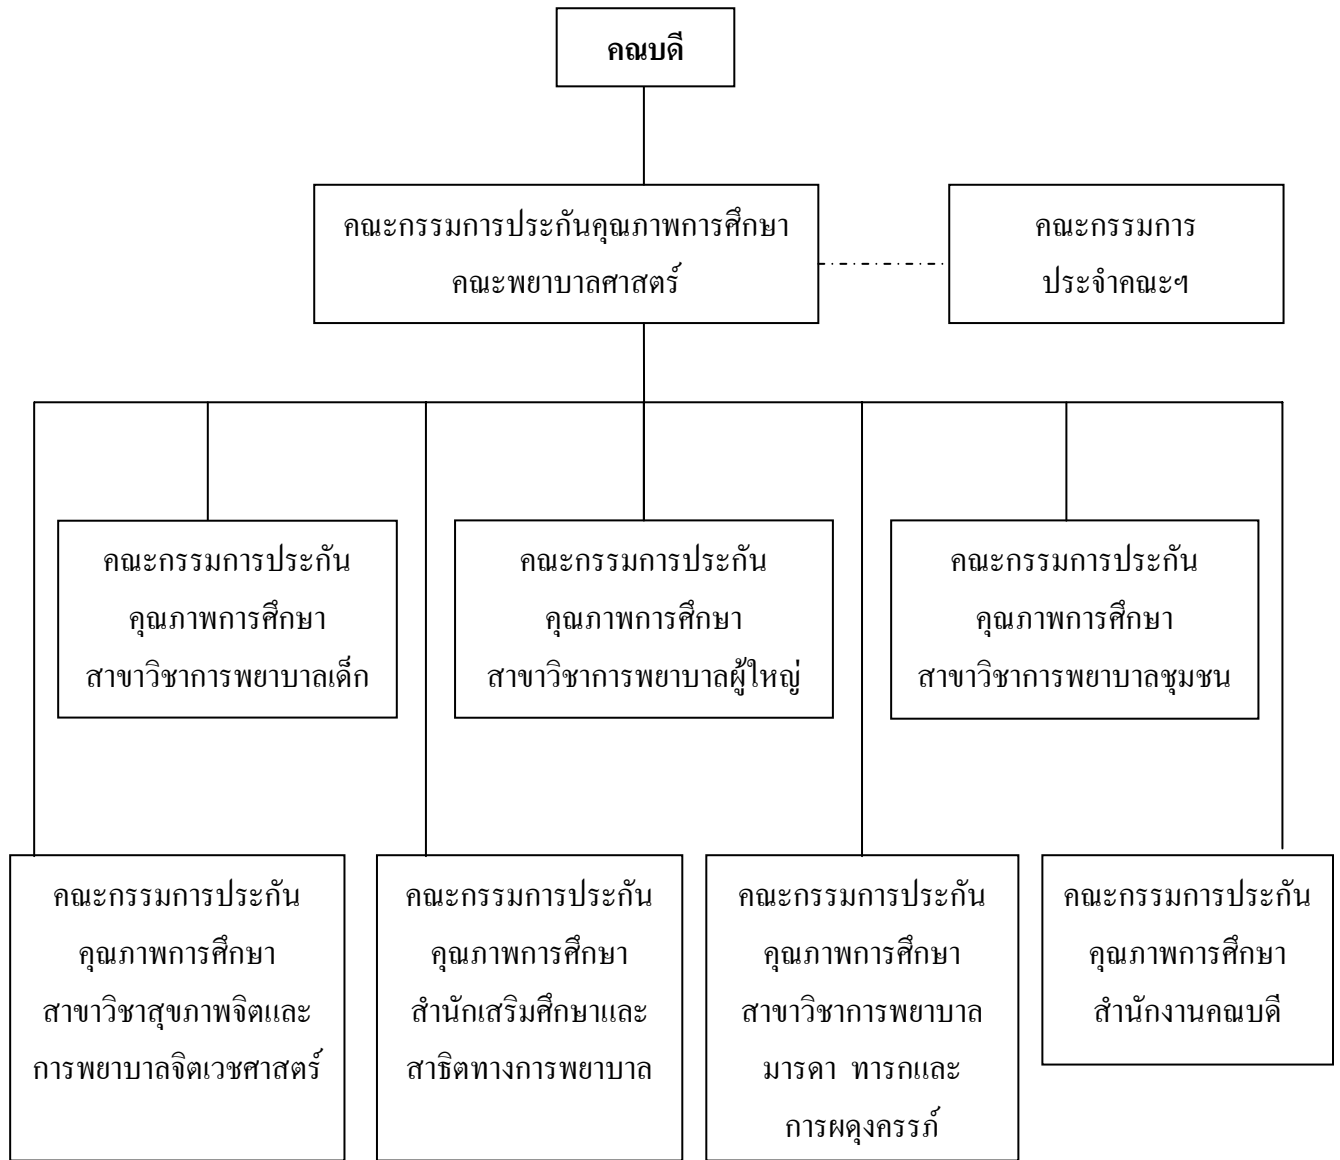 คณบดี
คณะกรรมการประกันคุณภาพการศึกษา
คณะพยาบาลศาสตร์
คณะกรรมการ
ประจำคณะฯ
คณะกรรมการประกัน
คุณภาพการศึกษา
สาขาวิชาการพยาบาลเด็ก
คณะกรรมการประกัน
คุณภาพการศึกษา
สาขาวิชาการพยาบาลผู้ใหญ่
คณะกรรมการประกัน
คุณภาพการศึกษา
สาขาวิชาการพยาบาลชุมชน
คณะกรรมการประกัน
คุณภาพการศึกษา
สาขาวิชาสุขภาพจิตและ
การพยาบาลจิตเวชศาสตร์
คณะกรรมการประกัน
คุณภาพการศึกษา
สำนักเสริมศึกษาและ
สาธิตทางการพยาบาล
คณะกรรมการประกัน
คุณภาพการศึกษา
สาขาวิชาการพยาบาล
มารดา ทารกและ
การผดุงครรภ์
คณะกรรมการประกัน
คุณภาพการศึกษา
สำนักงานคณบดี